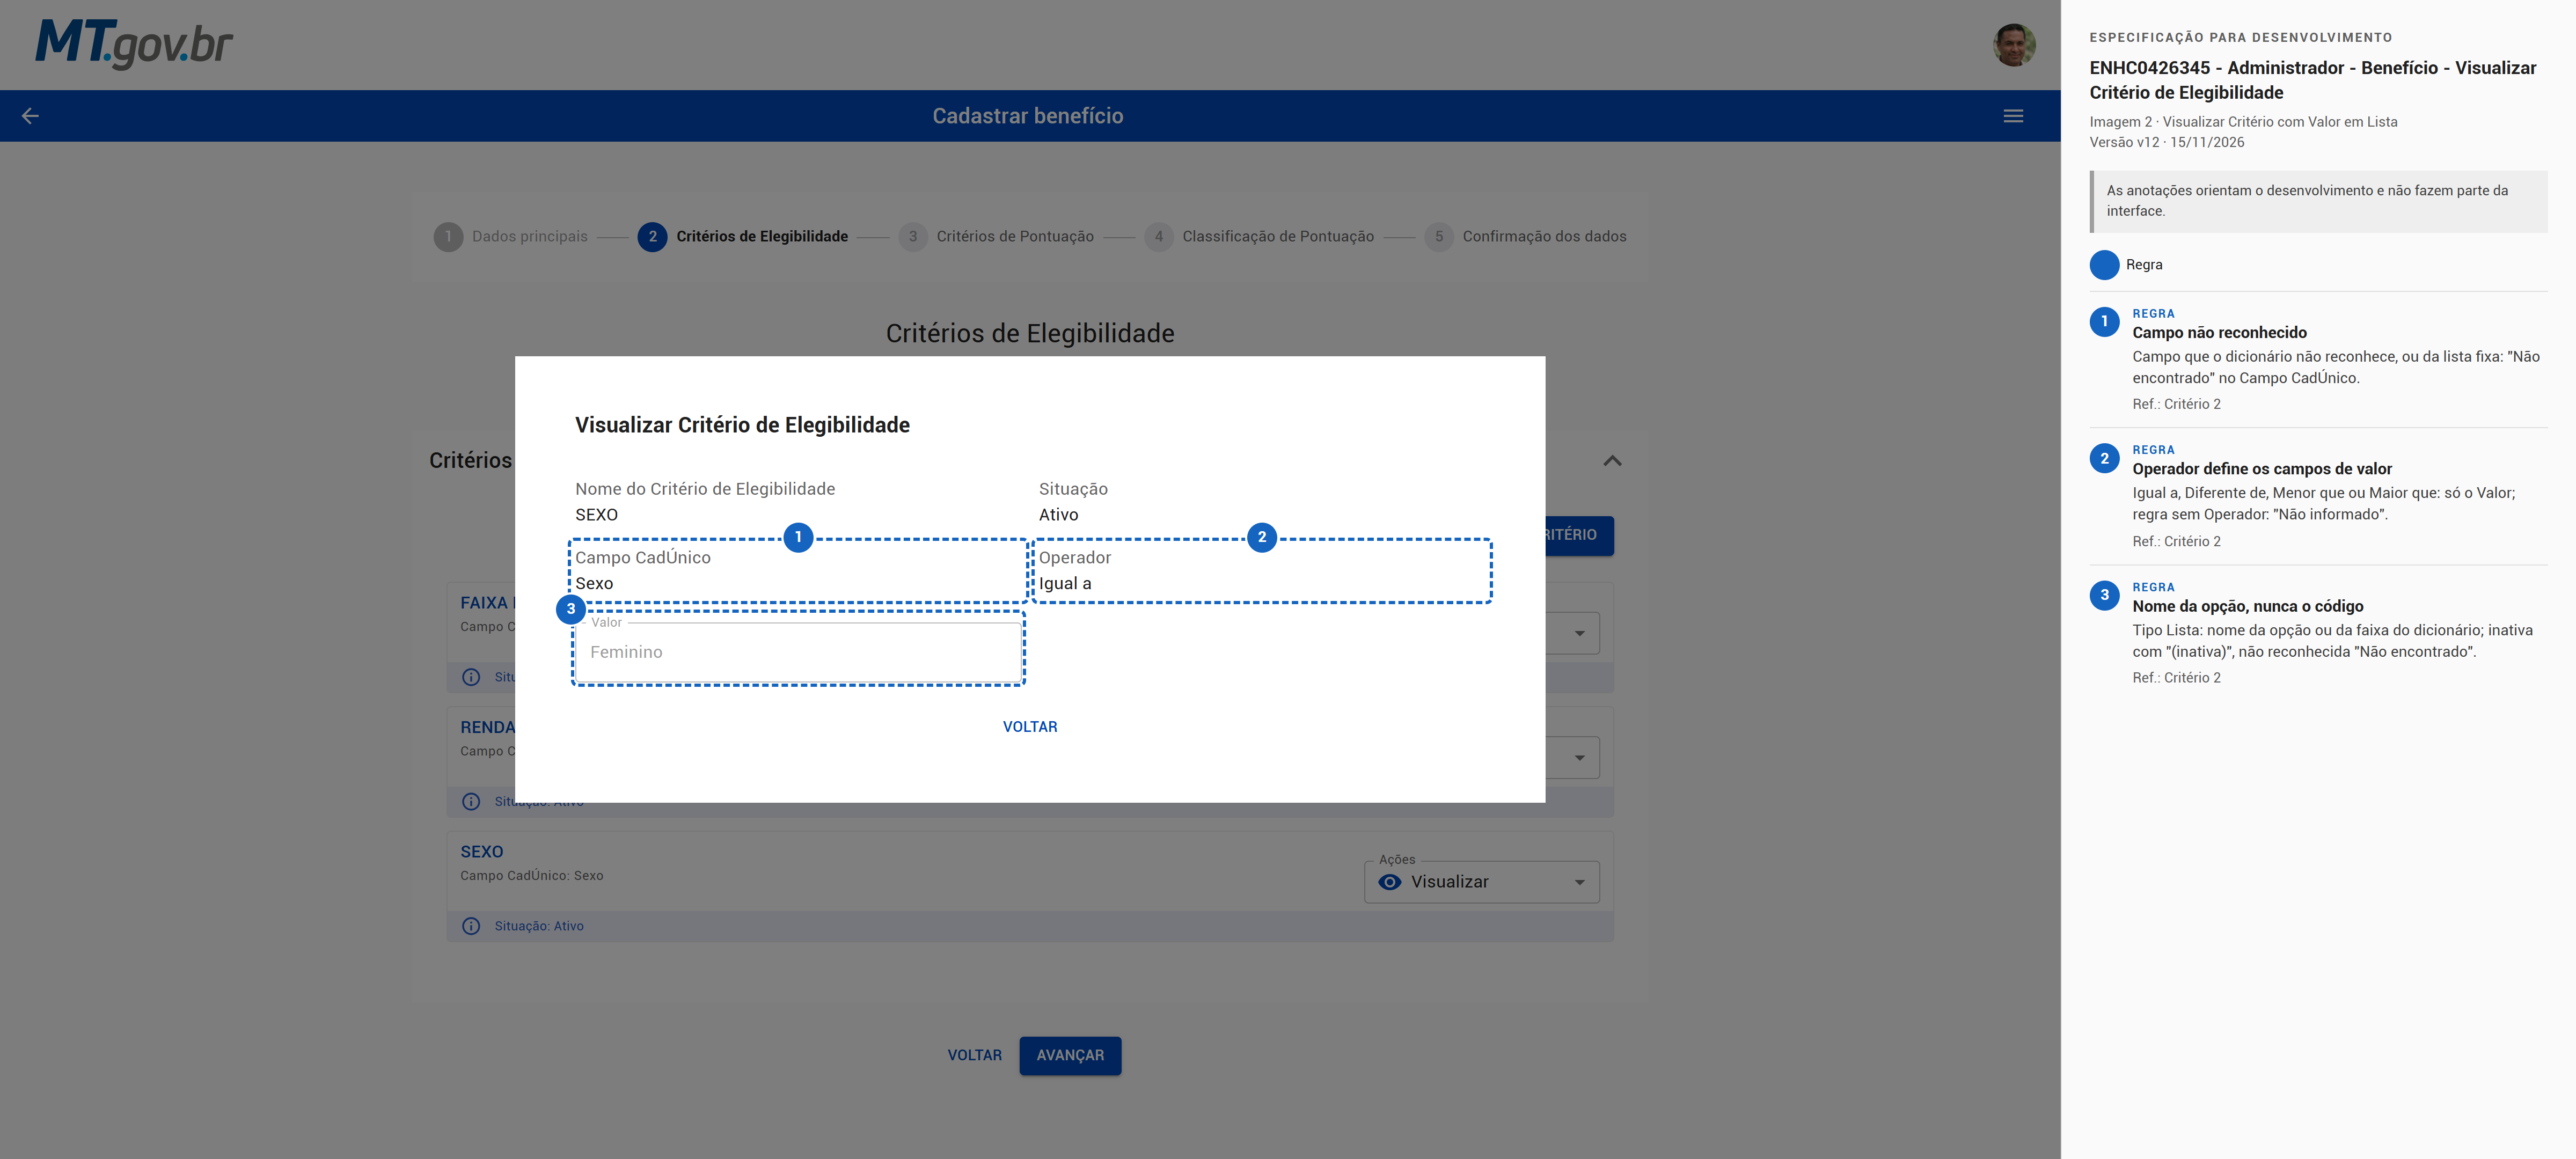 MT.gov.br
Cadastrar benefício
1 Dados principais
2 Critérios de Elegibilidade
3 Critérios de Pontuação
4 Classificação de Pontuação
5 Confirmação dos dados
Critérios de Elegibilidade
Critérios
RITÉRIO
Visualizar Critério de Elegibilidade
Nome do Critério de Elegibilidade
SEXO
Situação
Ativo
1
Campo CadÚnico
Sexo
2
Operador
Igual a
3
Valor
Feminino
VOLTAR
FAIXA
Campo C
Situ
RENDA
Campo C
Situação: Ativo
SEXO
Campo CadÚnico: Sexo
Ações
Visualizar
Situação: Ativo
VOLTAR
AVANÇAR
ESPECIFICAÇÃO PARA DESENVOLVIMENTO
ENHC0426345 - Administrador - Benefício - Visualizar
Critério de Elegibilidade
Imagem 2 · Visualizar Critério com Valor em Lista
Versão v12 · 15/11/2026
As anotações orientam o desenvolvimento e não fazem parte da
interface.
Regra
1
REGRA
Campo não reconhecido
Campo que o dicionário não reconhece, ou da lista fixa: "Não
encontrado" no Campo CadÚnico.
Ref.: Critério 2
2
REGRA
Operador define os campos de valor
Igual a, Diferente de, Menor que ou Maior que: só o Valor;
regra sem Operador: "Não informado".
Ref.: Critério 2
3
REGRA
Nome da opção, nunca o código
Tipo Lista: nome da opção ou da faixa do dicionário; inativa
com "(inativa)", não reconhecida "Não encontrado".
Ref.: Critério 2